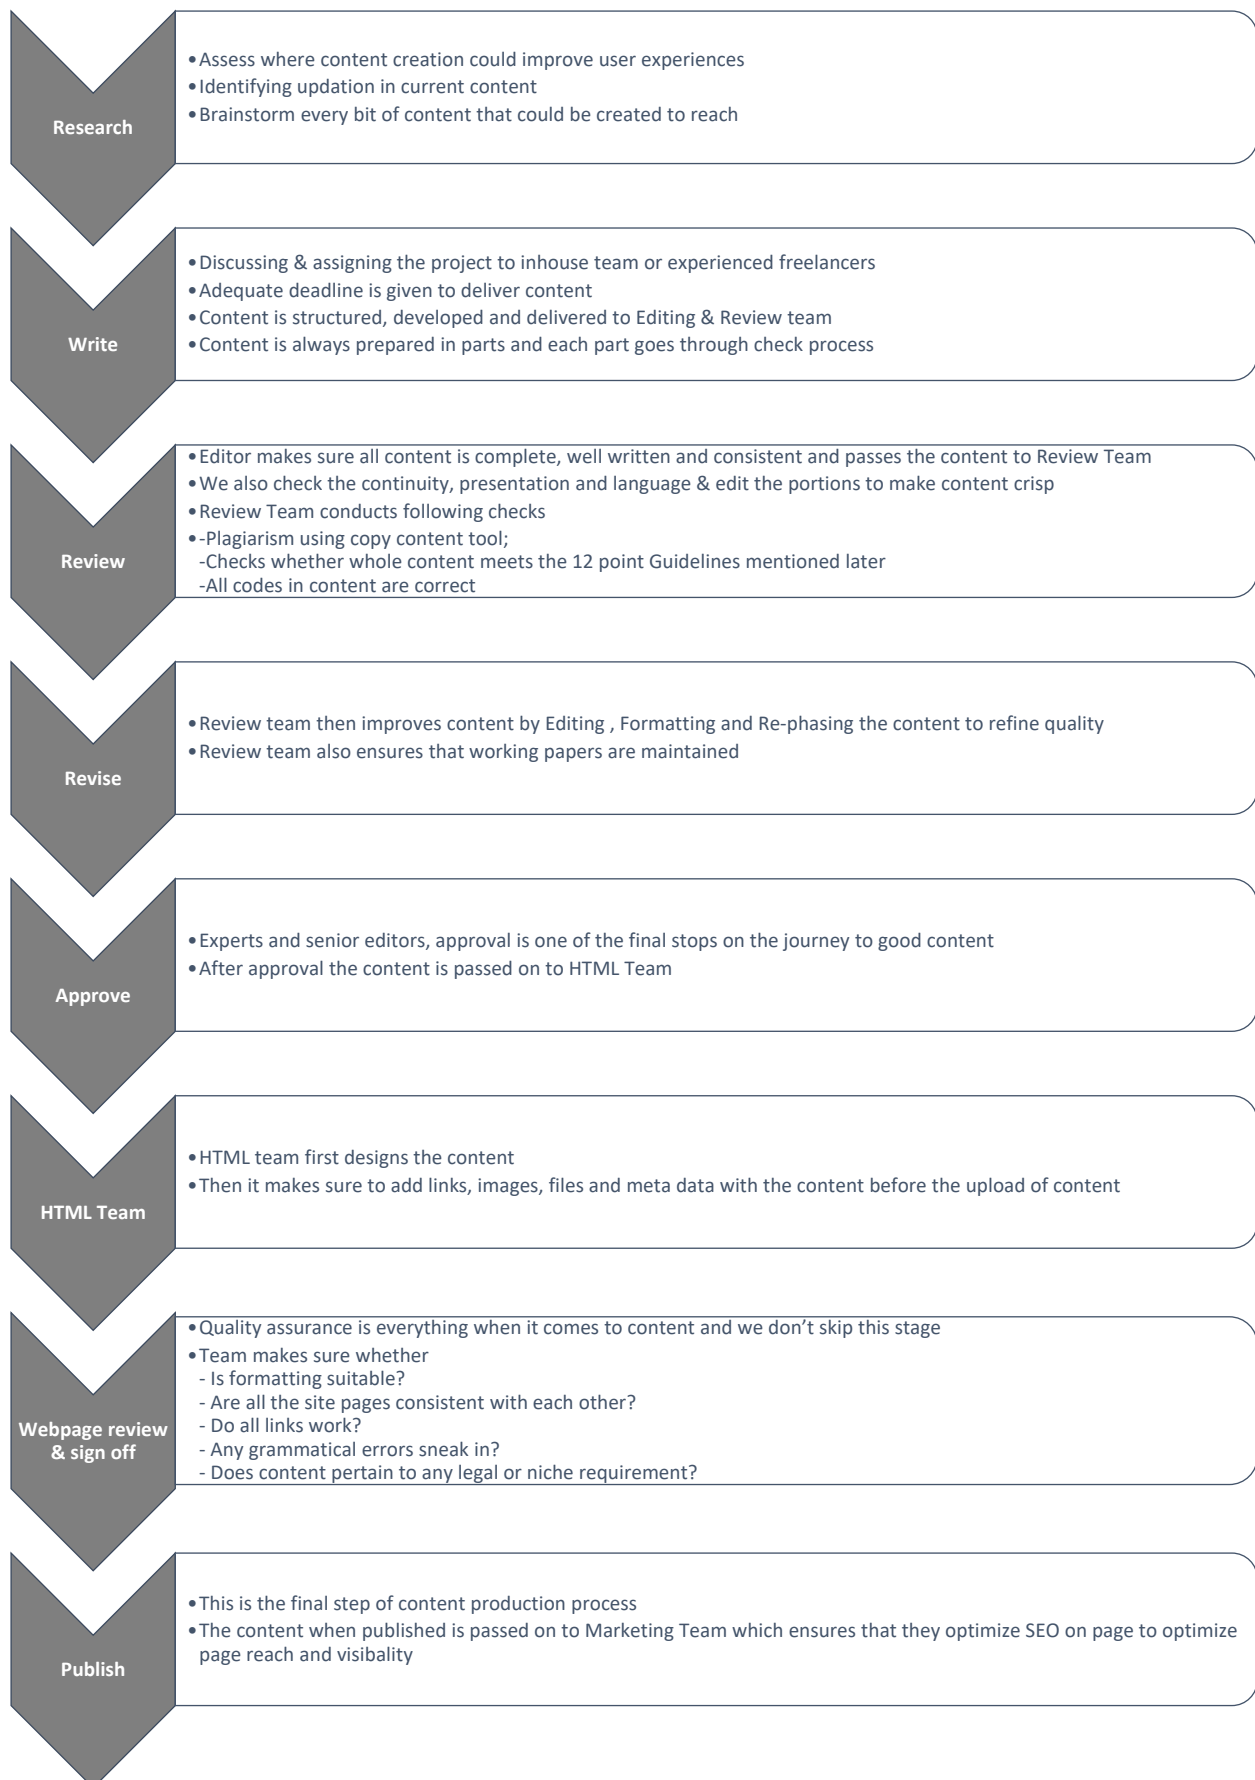 Research
•Assess where content creation could improve user experiences
•Identifying updation in current content
•Brainstorm every bit of content that could be created to reach
Write
•Discussing & assigning the project to inhouse team or experienced freelancers
•Adequate deadline is given to deliver content
•Content is structured, developed and delivered to Editing & Review team
•Content is always prepared in parts and each part goes through check process
Review
•Editor makes sure all content is complete, well written and consistent and passes the content to Review Team
•We also check the continuity, presentation and language & edit the portions to make content crisp
•Review Team conducts following checks
•-Plagiarism using copy content tool;
-Checks whether whole content meets the 12 point Guidelines mentioned later
-All codes in content are correct
Revise
•Review team then improves content by Editing , Formatting and Re-phasing the content to refine quality
•Review team also ensures that working papers are maintained
Approve
•Experts and senior editors, approval is one of the final stops on the journey to good content
•After approval the content is passed on to HTML Team
HTML Team
•HTML team first designs the content
•Then it makes sure to add links, images, files and meta data with the content before the upload of content
Webpage review
& sign off
•Quality assurance is everything when it comes to content and we don’t skip this stage
•Team makes sure whether
- Is formatting suitable?
- Are all the site pages consistent with each other?
- Do all links work?
- Any grammatical errors sneak in?
- Does content pertain to any legal or niche requirement?
Publish
•This is the final step of content production process
•The content when published is passed on to Marketing Team which ensures that they optimize SEO on page to optimize
page reach and visibality